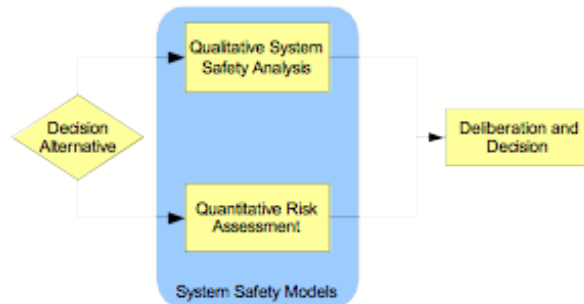 Qualitative System
Safety Analysis
Decision
Alternative
Deliberation and
Decision
Quantitative Risk
Assessment
System Safety Models